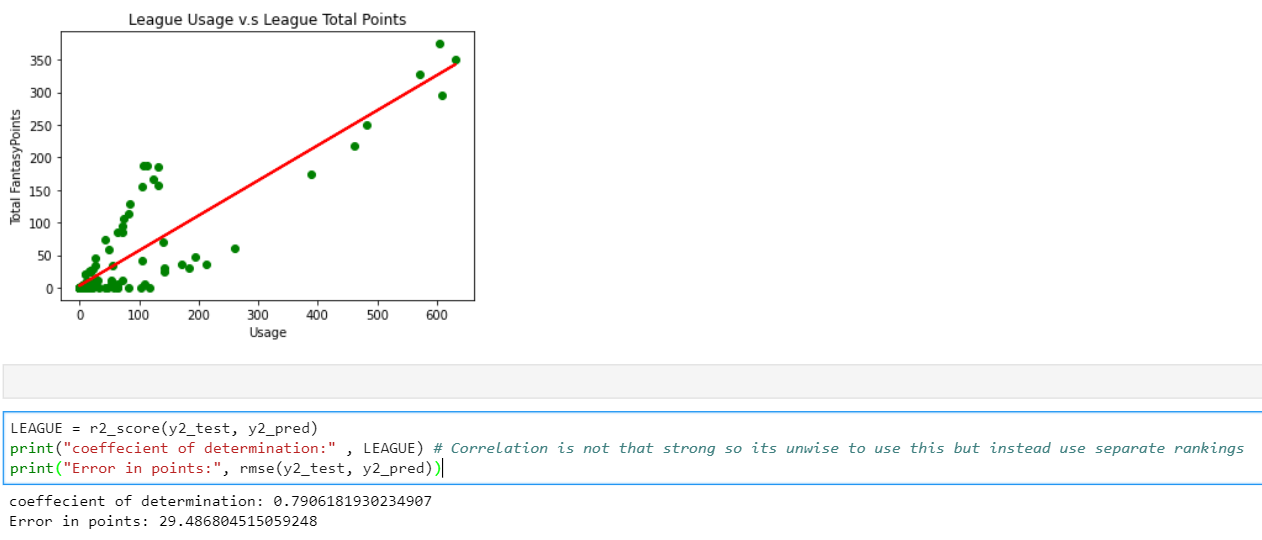 League Usage v.s League Total Points
350
300
250
200
150
100
50
0
Total FantasyPoints
0 100 200 300 400 500 600
Usage
LEAGUE = r2_score(y2_test, y2_pred)
print("coeffecient of determination:" , LEAGUE) # Correlation is not that strong so its unwise to use this but instead use separate rankings
print("Error in points:", rmse(y2_test, y2_pred))
coeffecient of determination: 0.7906181930234907
Error in points: 29.486804515059248